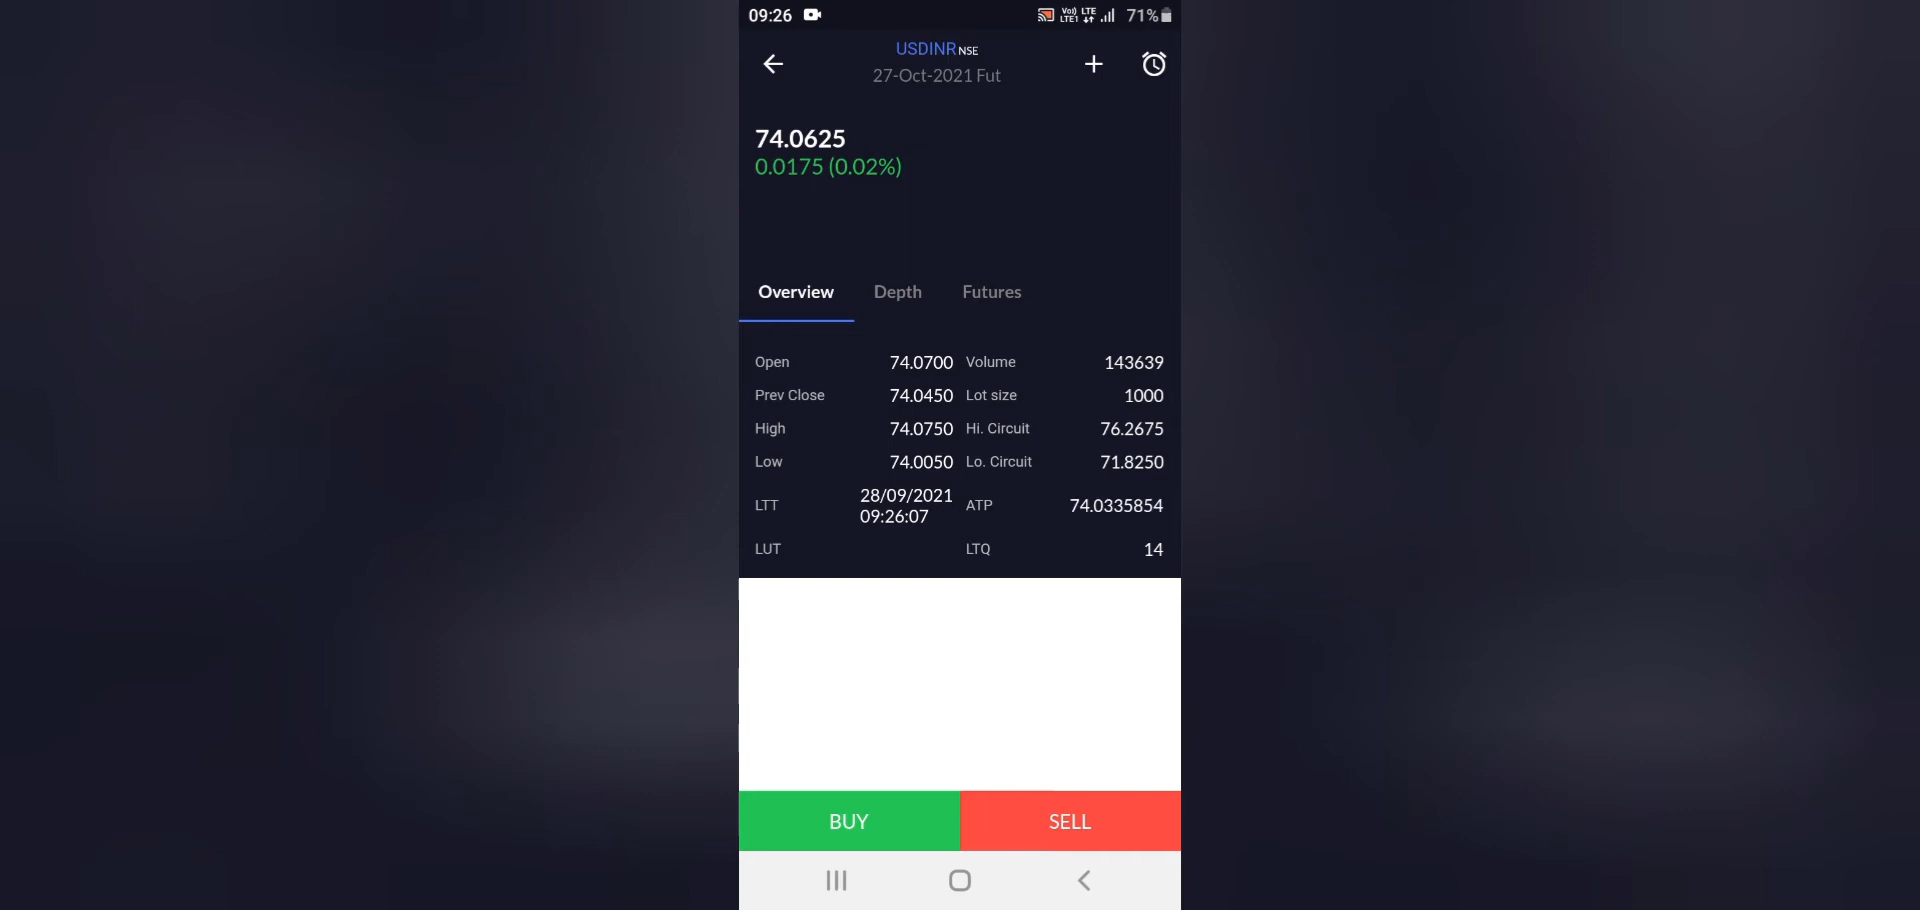 09:26 Vo)) LTE LTE1 71%
USDINR NSE
27-Oct-2021 Fut
74.0625
0.0175 (0.02%)
Overview Depth Futures
Open 74.0700 Volume 143639
Prev Close 74.0450 Lot size 1000
High 74.0750 Hi. Circuit 76.2675
Low 74.0050 Lo. Circuit 71.8250
LTT 28/09/2021 09:26:07 ATP 74.0335854
LUT LTQ 14
BUY SELL